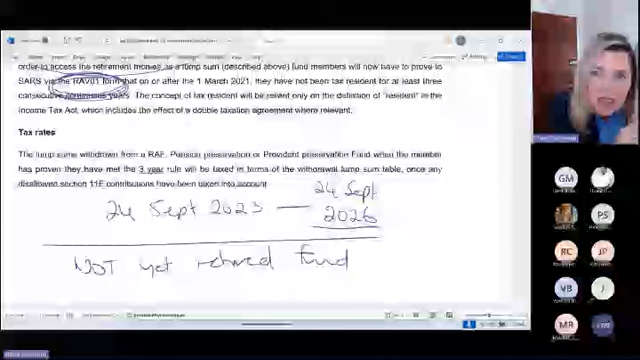 order to access the retirement monies as a lump sum (described above) fund members will now have to prove to
SARS via the RAV01 form that on or after the 1 March 2021, they have not been tax resident for at least three
consecutive continuous years. The concept of tax resident will be reliant only on the definition of "resident" in the
Income Tax Act, which includes the effect of a double taxation agreement where relevant.
Tax rates
The lump sums withdrawn from a RAF, Pension preservation or Provident preservation Fund when the member
has proven they have met the 3 year rule will be taxed in terms of the withdrawal lump sum table, once any
disallowed section 11F contributions have been taken into account
24 Sept 2023 — 24 Sept 2026
NOT yet retired fund
GM
PS
RC
JP
VB
J
MR